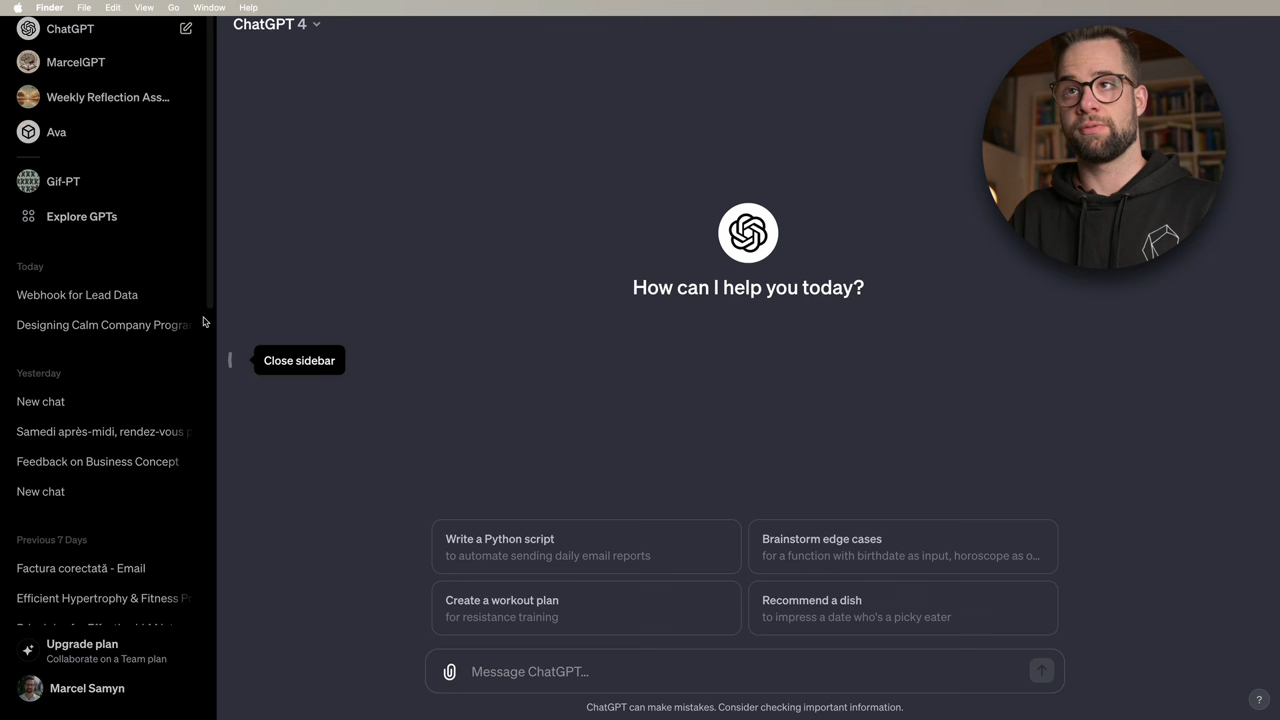 Finder File Edit View Go Window Help
ChatGPT
MarcelGPT
Weekly Reflection Ass...
Ava
Gif-PT
Explore GPTs
Today
Webhook for Lead Data
Designing Calm Company Progra
Yesterday
New chat
Samedi après-midi, rendez-vous p
Feedback on Business Concept
New chat
Previous 7 Days
Factura corectată - Email
Efficient Hypertrophy & Fitness Pr
Upgrade plan
Collaborate on a Team plan
Marcel Samyn
ChatGPT 4
How can I help you today?
Close sidebar
Write a Python script
to automate sending daily email reports
Brainstorm edge cases
for a function with birthdate as input, horoscope as o...
Create a workout plan
for resistance training
Recommend a dish
to impress a date who's a picky eater
Message ChatGPT...
ChatGPT can make mistakes. Consider checking important information.
?